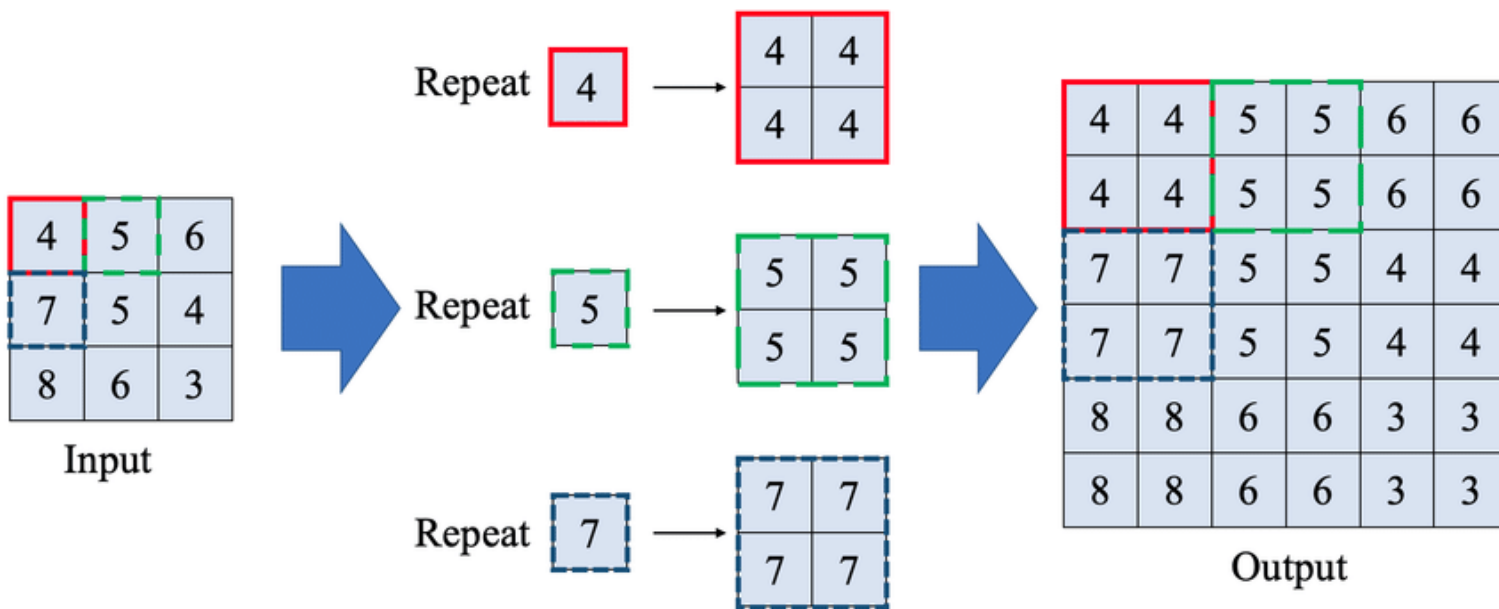 4 5 6
7 5 4
8 6 3
Input
Repeat 4
4 4
4 4
Repeat 5
5 5
5 5
Repeat 7
7 7
7 7
4 4 5 5 6 6
4 4 5 5 6 6
7 7 5 5 4 4
7 7 5 5 4 4
8 8 6 6 3 3
8 8 6 6 3 3
Output